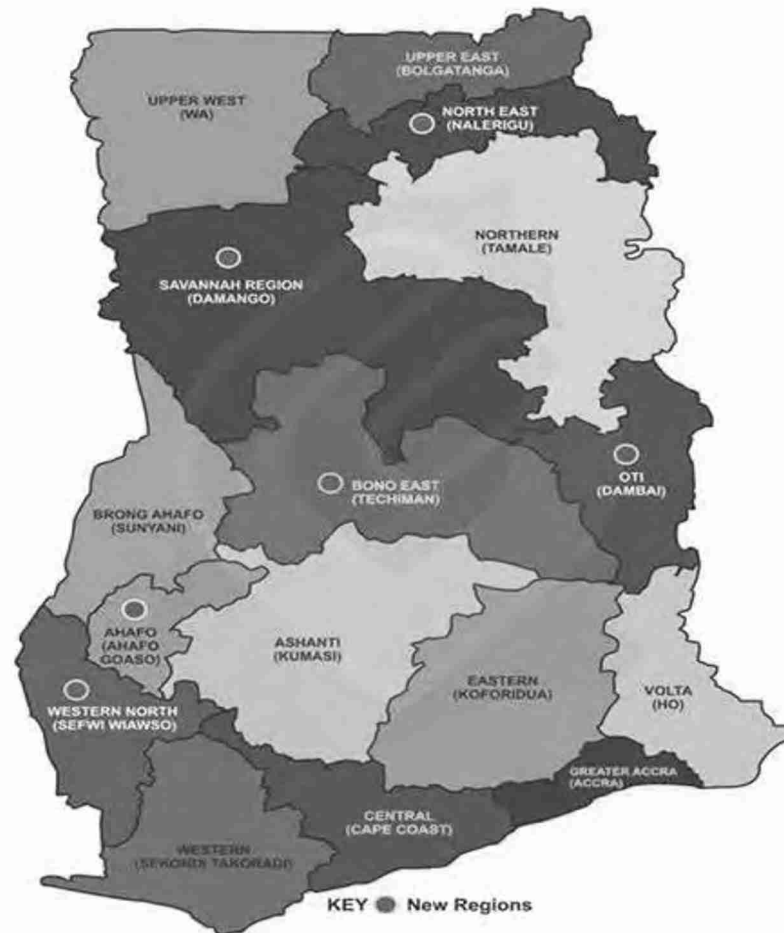 UPPER EAST
(BOLGATANGA)
UPPER WEST
(WA)
NORTH EAST
(NALERIGU)
NORTHERN
(TAMALE)
SAVANNAH REGION
(DAMANGO)
OTI
(DAMBAI)
BONO EAST
(TECHIMAN)
BRONG AHAFO
(SUNYANI)
AHAFO
(AHAFO
GOASO)
ASHANTI
(KUMASI)
EASTERN
(KOFORIDUA)
VOLTA
(HO)
WESTERN NORTH
(SEFWI WIAWSO)
GREATER ACCRA
(ACCRA)
CENTRAL
(CAPE COAST)
WESTERN
(SEKONDI TAKORADI)
KEY New Regions